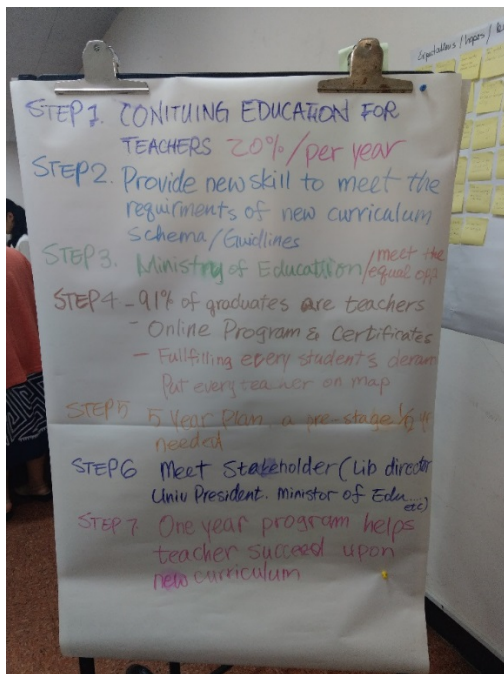 Expectations / hopes /
STEP 1. CONITUING EDUCATION FOR
TEACHERS 20%/per year
STEP 2. Provide new skill to meet the
requirments of new curriculum
Schema/Guidlines
STEP 3. Ministry of Education/meet the
equal opp
STEP 4 - 91% of graduates are teachers
- Online Program & Certificates
- Fullfilling every student's deman
Put every teacher on map
STEP 5 5 Year Plan a pre-stage
needed
STEP 6 Meet Stakeholder (Lib director
Univ President. Ministor of Edu....
etc)
STEP 7 One year program helps
teacher succeed upon
new curriculum